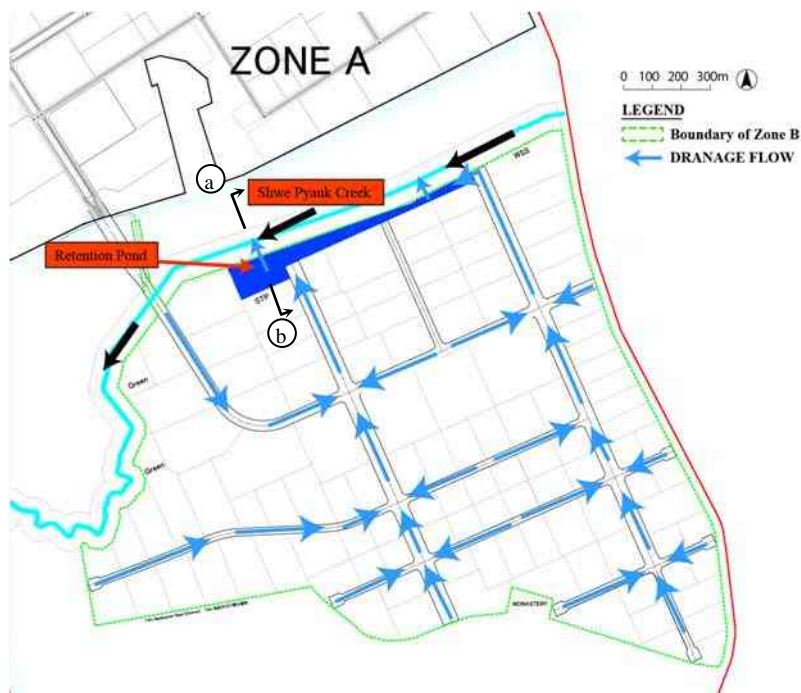 ZONE A
0 100 200 300m
LEGEND
Boundary of Zone B
DRANAGE FLOW
WSS
a
Shwe Pyauk Creek
Retention Pond
STP
b
Green
Green
MONASTERY